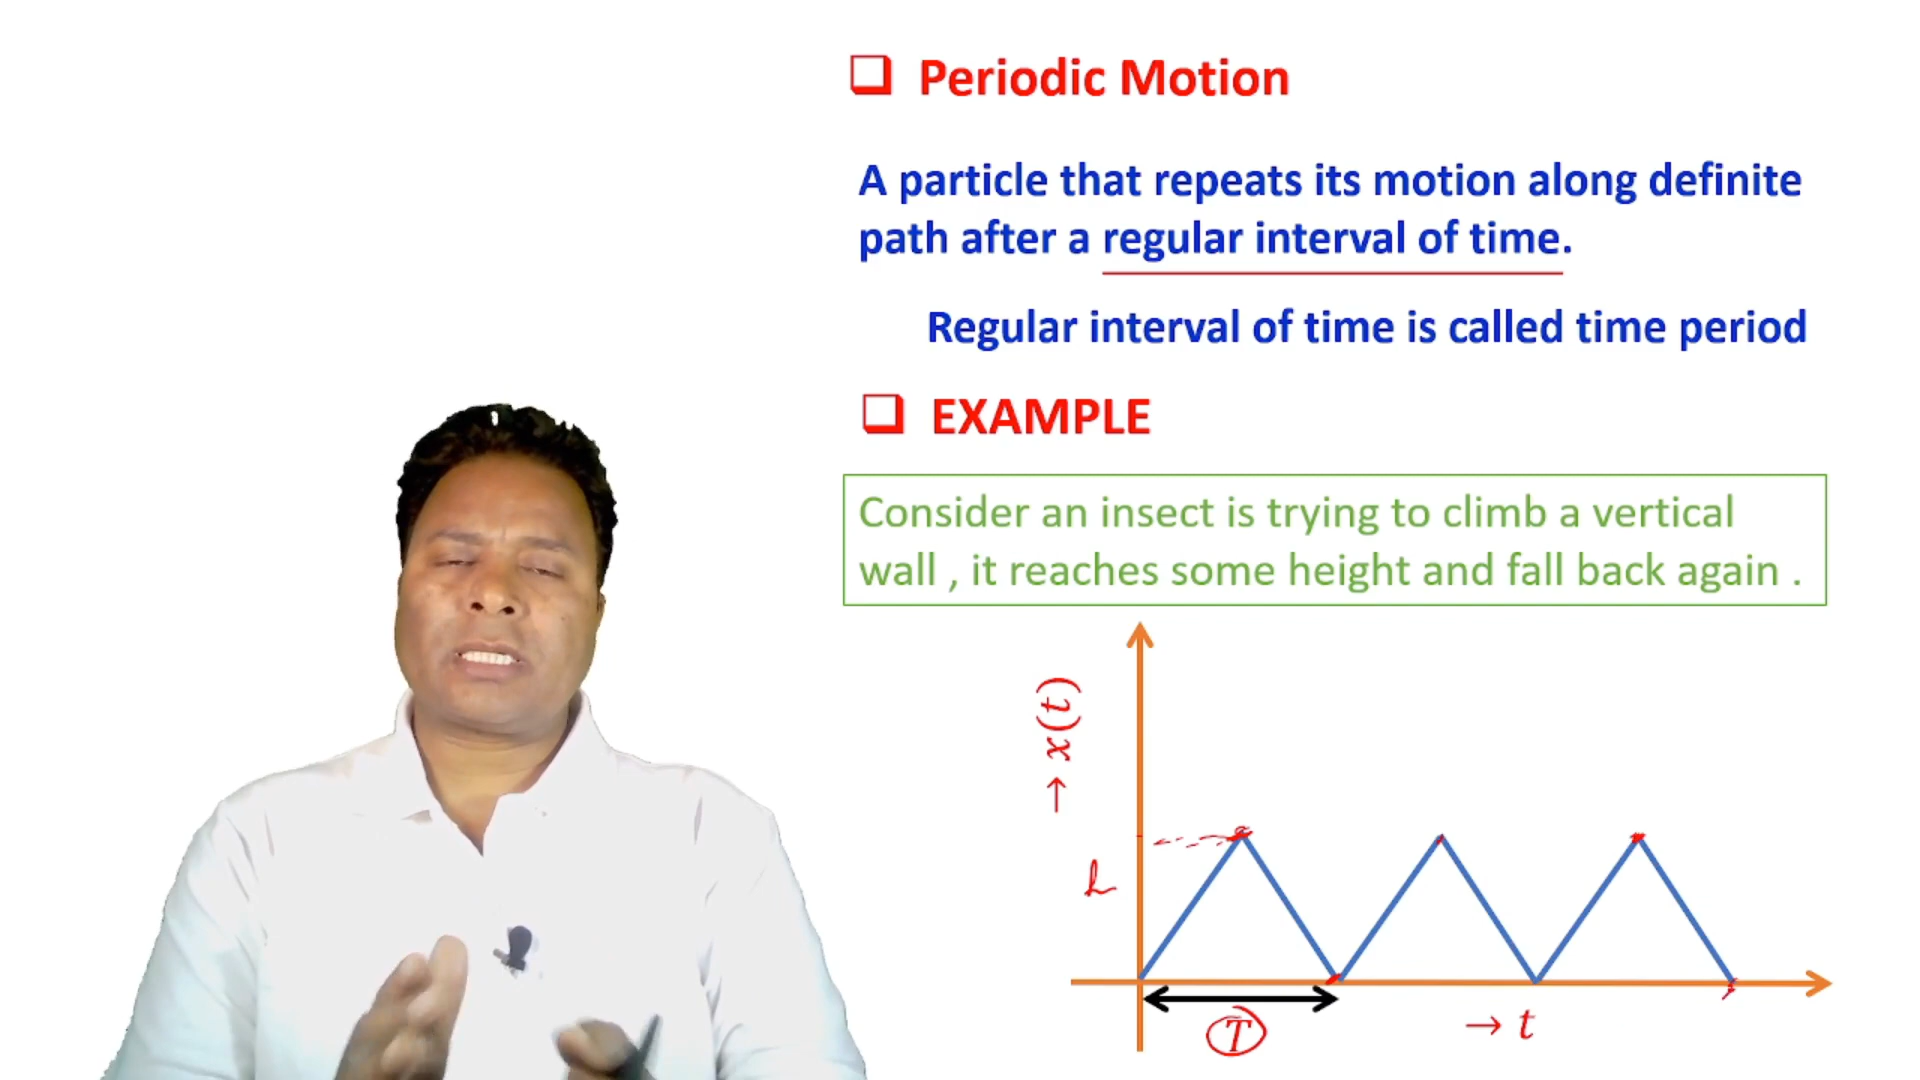 Periodic Motion
A particle that repeats its motion along definite
path after a regular interval of time.
Regular interval of time is called time period
EXAMPLE
Consider an insect is trying to climb a vertical
wall , it reaches some height and fall back again .
→ x(t)
T
→ t